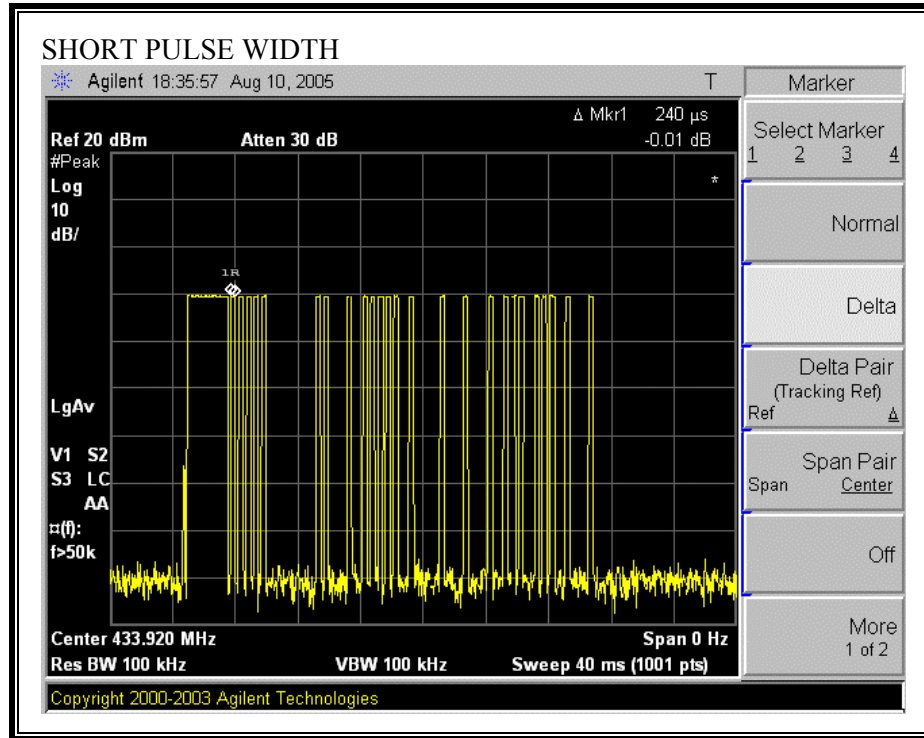 SHORT PULSE WIDTH
Agilent 18:35:57 Aug 10, 2005 T
Δ Mkr1 240 µs
Ref 20 dBm Atten 30 dB -0.01 dB
#Peak
Log
10
dB/
*
1R
LgAv
V1 S2
S3 LC
AA
¤(f):
f>50k
Center 433.920 MHz Span 0 Hz
Res BW 100 kHz VBW 100 kHz Sweep 40 ms (1001 pts)
Copyright 2000-2003 Agilent Technologies
Marker
Select Marker
1 2 3 4
Normal
Delta
Delta Pair
(Tracking Ref)
Ref Δ
Span Pair
Span Center
Off
More
1 of 2